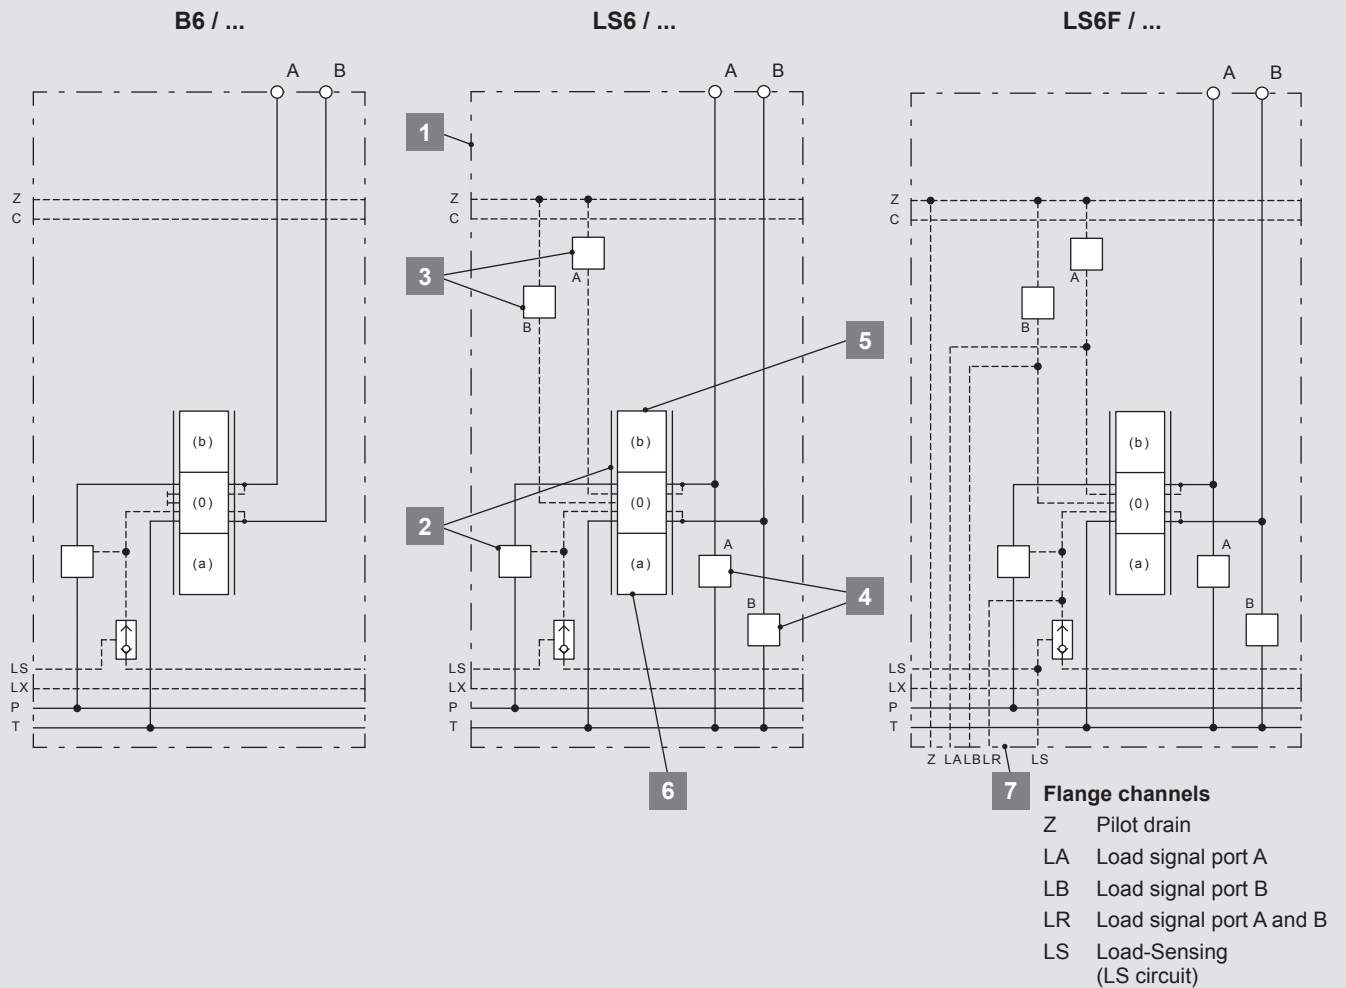 B6 / ... LS6 / ... LS6F / ...
A B A B A B
1
Z Z Z
C C C
3
A A
B B
5
(b) (b) (b)
(0) (0) (0)
2
A A
(a) (a) (a)
4
B B
LS LS LS
LX LX LX
P P P
T T T
Z LA LB LR LS
6 7 Flange channels
Z Pilot drain
LA Load signal port A
LB Load signal port B
LR Load signal port A and B
LS Load-Sensing
(LS circuit)